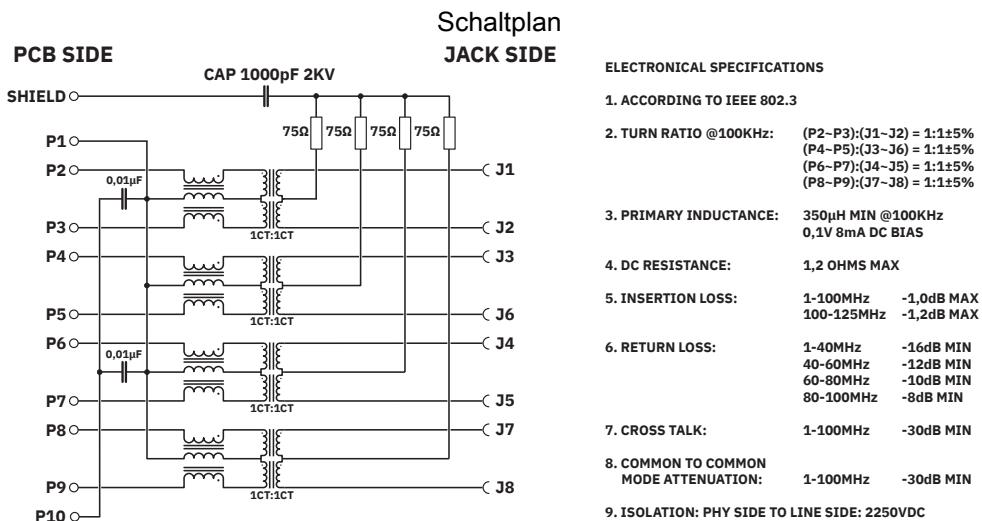 Schaltplan
PCB SIDE
JACK SIDE
CAP 1000pF 2KV
SHIELD
75Ω 75Ω 75Ω 75Ω
P1
P2
J1
0,01µF
P3
J2
1CT:1CT
P4
J3
P5
J6
1CT:1CT
P6
J4
0,01µF
P7
J5
1CT:1CT
P8
J7
P9
J8
1CT:1CT
P10
ELECTRONICAL SPECIFICATIONS
1. ACCORDING TO IEEE 802.3
2. TURN RATIO @100KHz: (P2~P3):(J1~J2) = 1:1±5%
(P4~P5):(J3~J6) = 1:1±5%
(P6~P7):(J4~J5) = 1:1±5%
(P8~P9):(J7~J8) = 1:1±5%
3. PRIMARY INDUCTANCE: 350µH MIN @100KHz
0,1V 8mA DC BIAS
4. DC RESISTANCE: 1,2 OHMS MAX
5. INSERTION LOSS: 1-100MHz -1,0dB MAX
100-125MHz -1,2dB MAX
6. RETURN LOSS: 1-40MHz -16dB MIN
40-60MHz -12dB MIN
60-80MHz -10dB MIN
80-100MHz -8dB MIN
7. CROSS TALK: 1-100MHz -30dB MIN
8. COMMON TO COMMON
MODE ATTENUATION: 1-100MHz -30dB MIN
9. ISOLATION: PHY SIDE TO LINE SIDE: 2250VDC